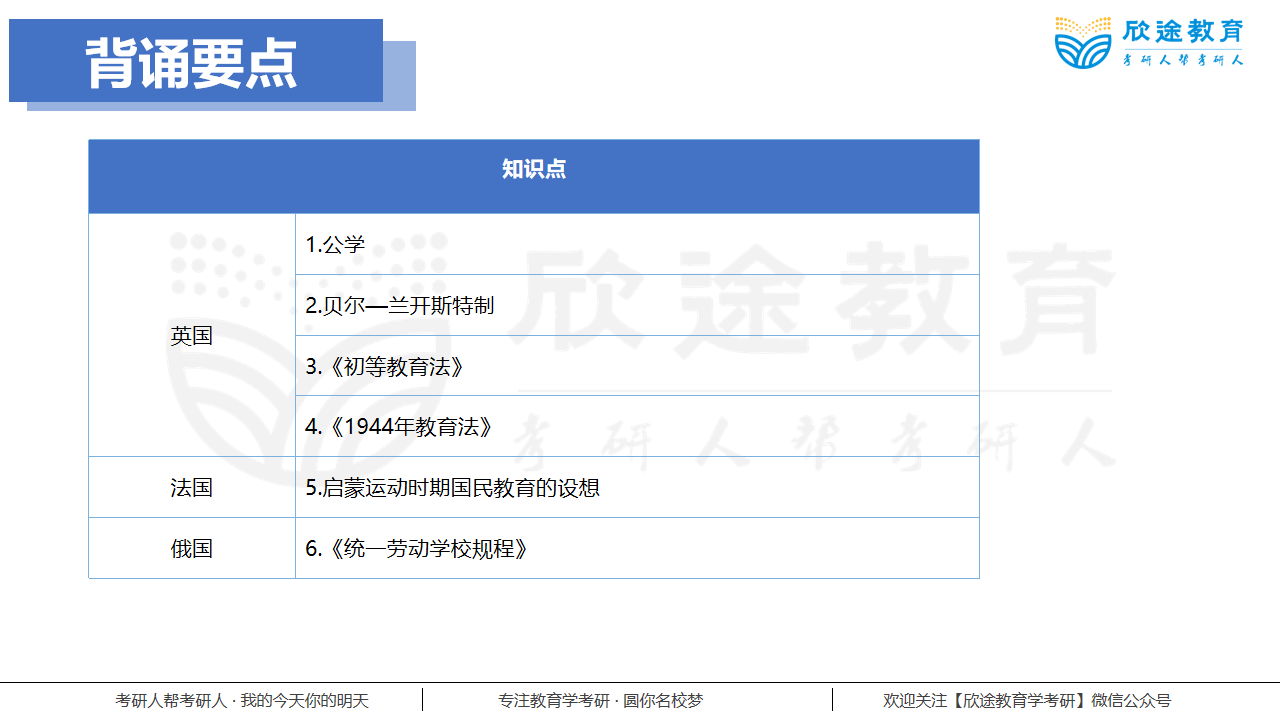 背诵要点
欣途教育
考研人帮考研人
知识点
英国
1.公学
2.贝尔—兰开斯特制
3.《初等教育法》
4.《1944年教育法》
法国
5.启蒙运动时期国民教育的设想
俄国
6.《统一劳动学校规程》
欣途教育
考研人帮考研人
考研人帮考研人 · 我的今天你的明天
专注教育学考研 · 圆你名校梦
欢迎关注【欣途教育学考研】微信公众号